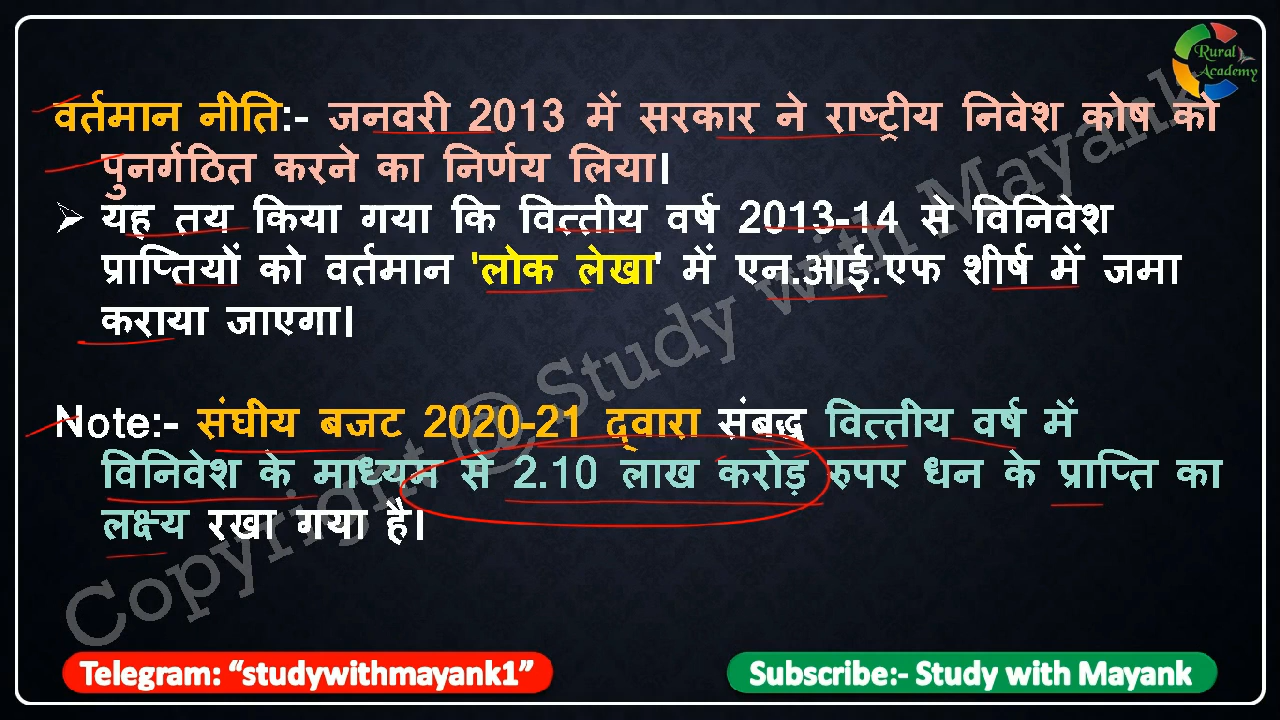 Rural
Academy
वर्तमान नीति:- जनवरी 2013 में सरकार ने राष्ट्रीय निवेश कोष को
पुनर्गठित करने का निर्णय लिया।
➢ यह तय किया गया कि वित्तीय वर्ष 2013-14 से विनिवेश
प्राप्तियों को वर्तमान 'लोक लेखा' में एन.आई.एफ शीर्ष में जमा
कराया जाएगा।
Note:- संघीय बजट 2020-21 द्वारा संबद्ध वित्तीय वर्ष में
विनिवेश के माध्यम से 2.10 लाख करोड़ रुपए धन के प्राप्ति का
लक्ष्य रखा गया है।
Copyright @ Study with Mayank
Telegram: “studywithmayank1”
Subscribe:- Study with Mayank